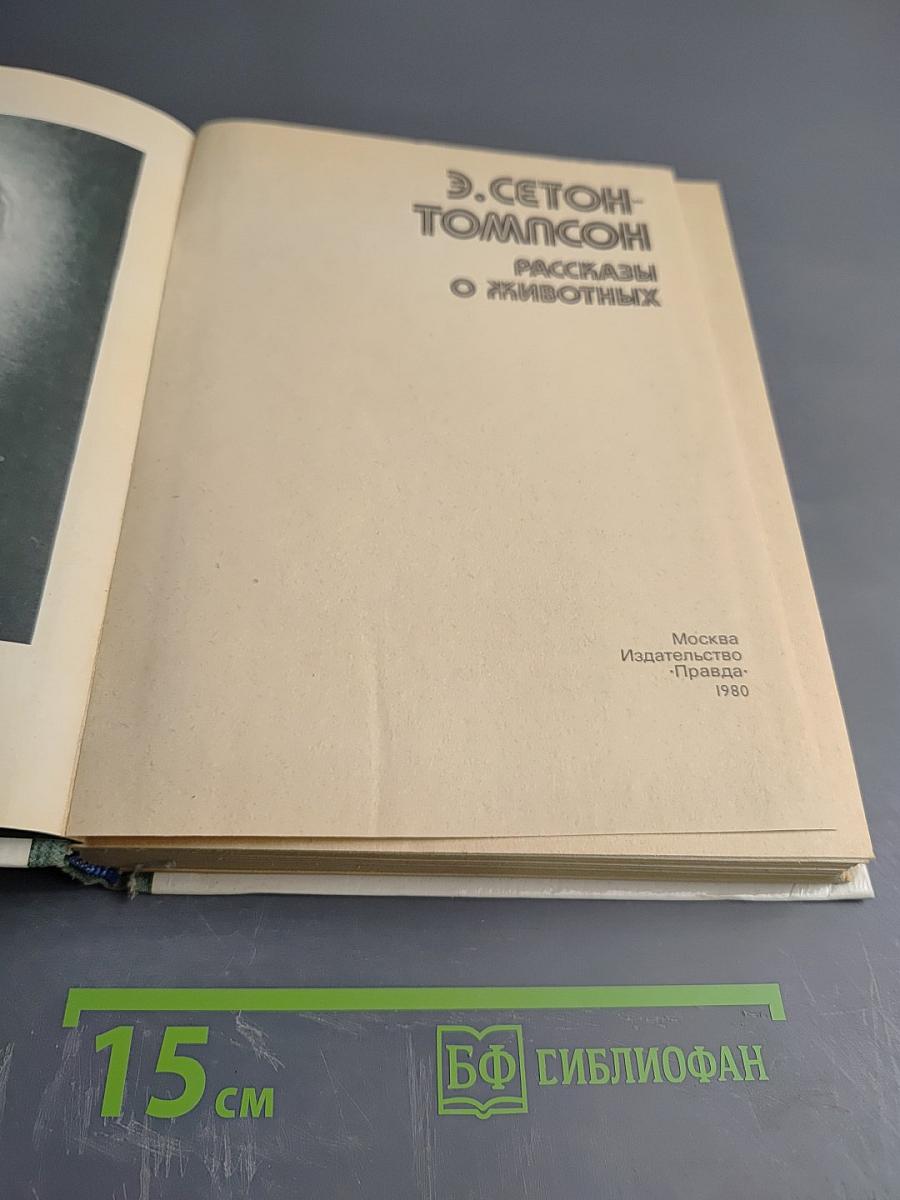 Э. СЕТОН-
ТОМПСОН
РАССКАЗЫ
О ЖИВОТНЫХ
Москва
Издательство
·Правда·
1980
15 см
БФ БИБЛИОФАН